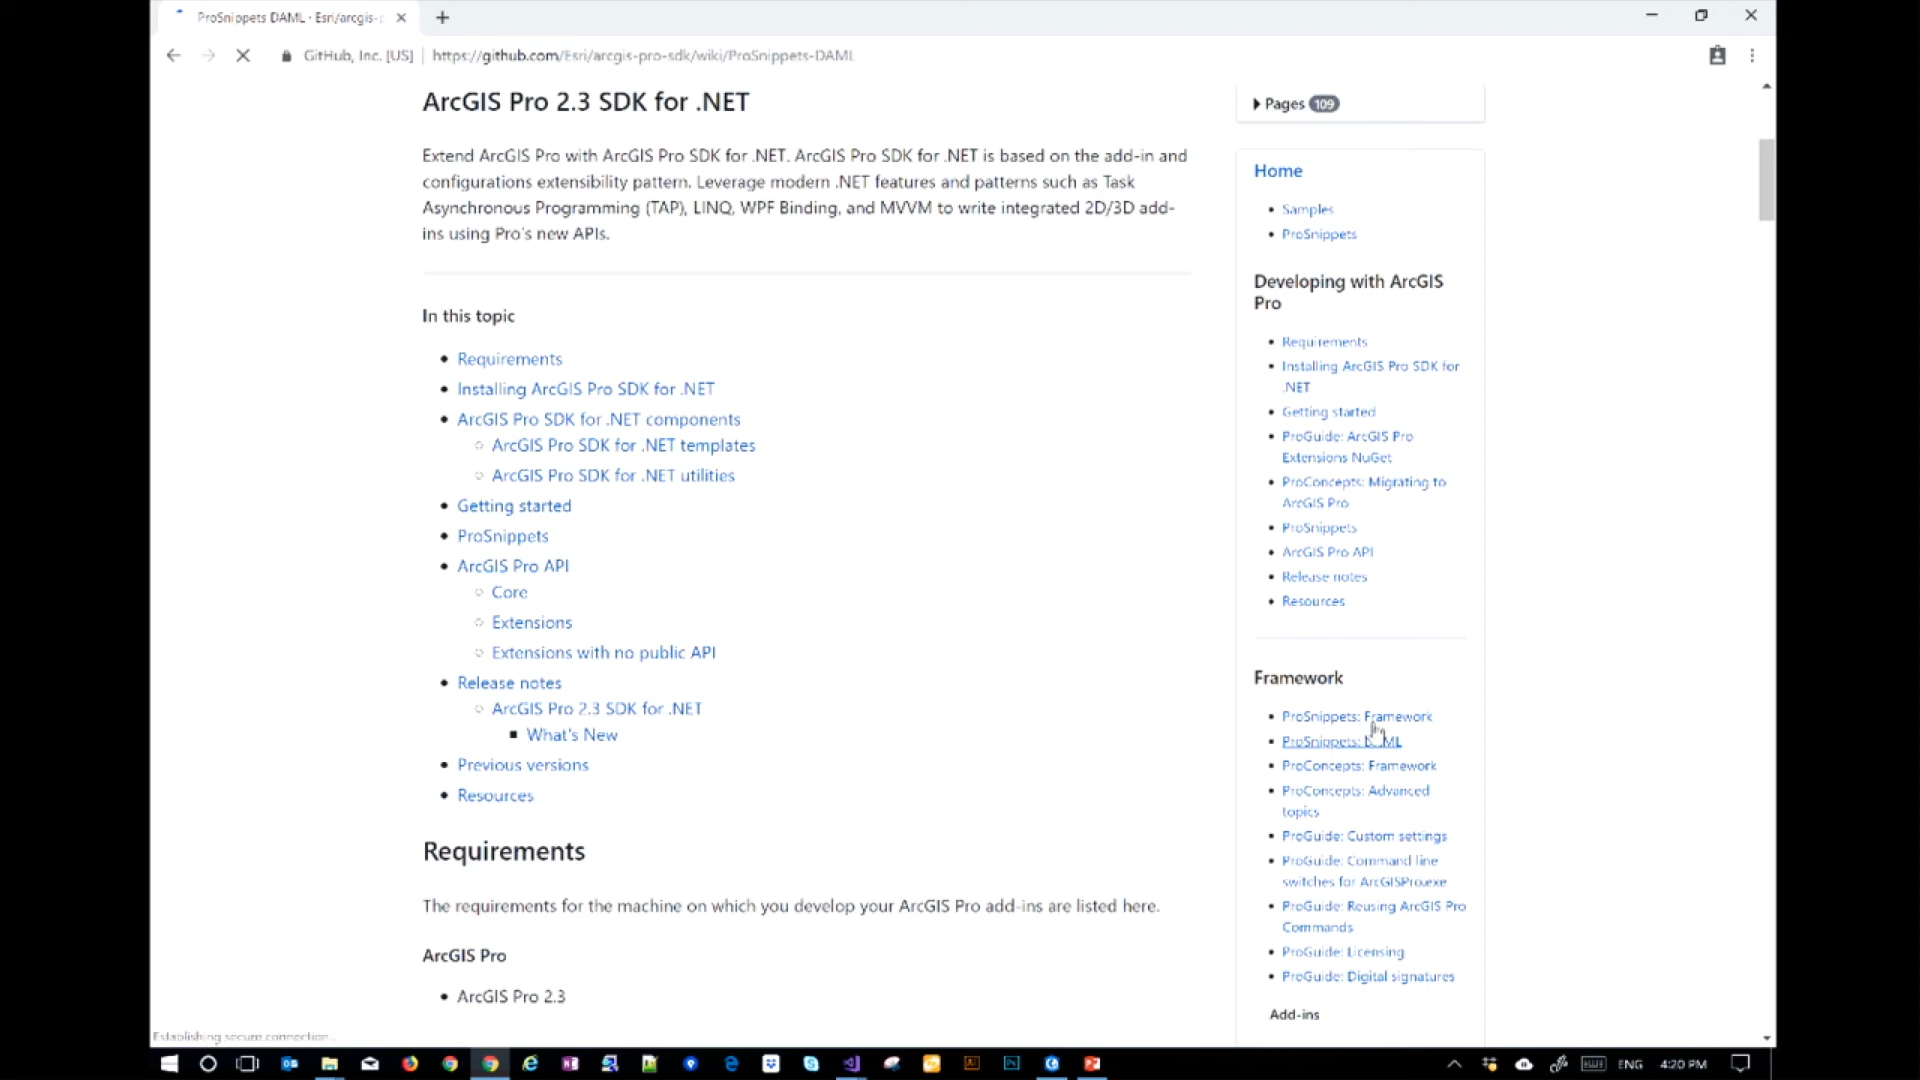 ProSnippets DAML · Esri/arcgis-p
GitHub, Inc. [US] | https://github.com/Esri/arcgis-pro-sdk/wiki/ProSnippets-DAML
ArcGIS Pro 2.3 SDK for .NET
Extend ArcGIS Pro with ArcGIS Pro SDK for .NET. ArcGIS Pro SDK for .NET is based on the add-in and
configurations extensibility pattern. Leverage modern .NET features and patterns such as Task
Asynchronous Programming (TAP), LINQ, WPF Binding, and MVVM to write integrated 2D/3D add-
ins using Pro's new APIs.
In this topic
Requirements
Installing ArcGIS Pro SDK for .NET
ArcGIS Pro SDK for .NET components
ArcGIS Pro SDK for .NET templates
ArcGIS Pro SDK for .NET utilities
Getting started
ProSnippets
ArcGIS Pro API
Core
Extensions
Extensions with no public API
Release notes
ArcGIS Pro 2.3 SDK for .NET
What's New
Previous versions
Resources
Requirements
The requirements for the machine on which you develop your ArcGIS Pro add-ins are listed here.
ArcGIS Pro
ArcGIS Pro 2.3
Pages 109
Home
Samples
ProSnippets
Developing with ArcGIS
Pro
Requirements
Installing ArcGIS Pro SDK for
.NET
Getting started
ProGuide: ArcGIS Pro
Extensions NuGet
ProConcepts: Migrating to
ArcGIS Pro
ProSnippets
ArcGIS Pro API
Release notes
Resources
Framework
ProSnippets: Framework
ProSnippets: DAML
ProConcepts: Framework
ProConcepts: Advanced
topics
ProGuide: Custom settings
ProGuide: Command line
switches for ArcGISPro.exe
ProGuide: Reusing ArcGIS Pro
Commands
ProGuide: Licensing
ProGuide: Digital signatures
Add-ins
Establishing secure connection...
ENG
4:20 PM